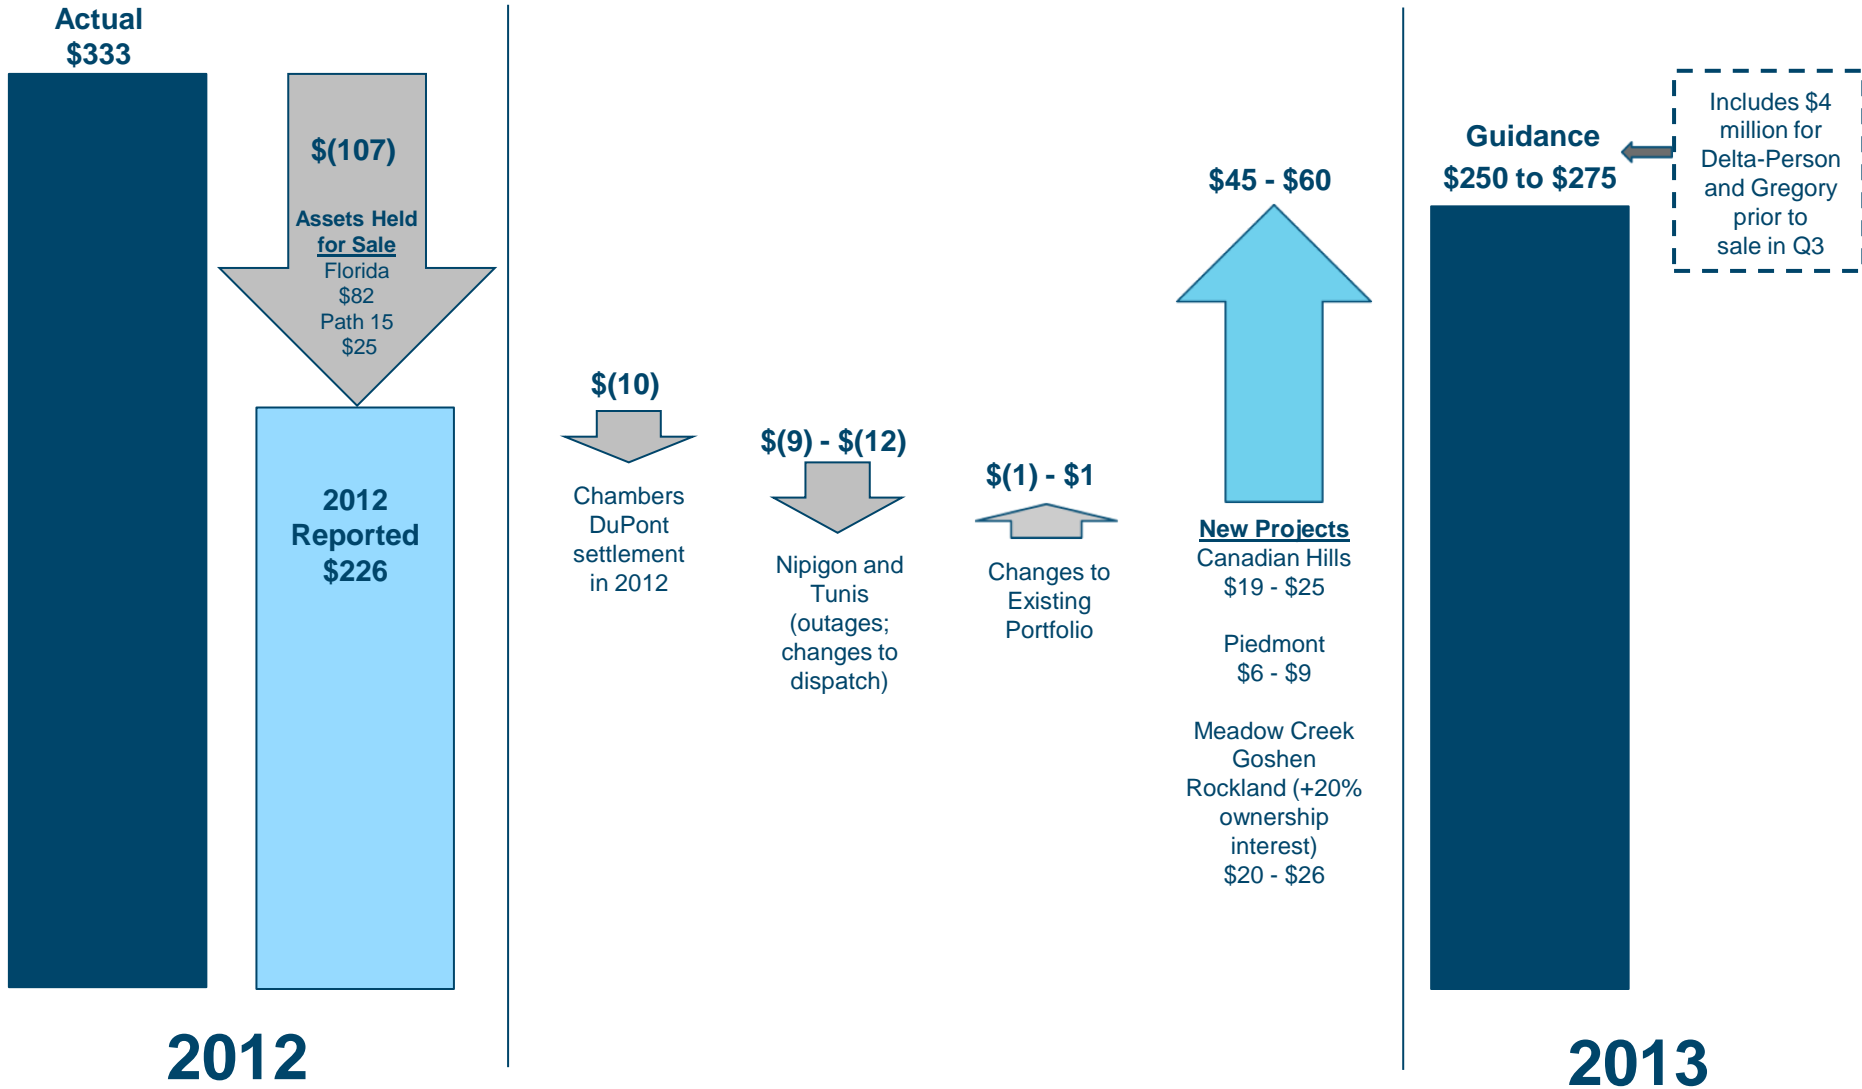 Actual
$333
$(107)
Assets Held
for Sale
Florida
$82
Path 15
$25
2012
Reported
$226
2012
$(10)
Chambers
DuPont
settlement
in 2012
$(9) - $(12)
Nipigon and
Tunis
(outages;
changes to
dispatch)
$(1) - $1
Changes to
Existing
Portfolio
$45 - $60
New Projects
Canadian Hills
$19 - $25
Piedmont
$6 - $9
Meadow Creek
Goshen
Rockland (+20%
ownership
interest)
$20 - $26
Guidance
$250 to $275
Includes $4
million for
Delta-Person
and Gregory
prior to
sale in Q3
2013